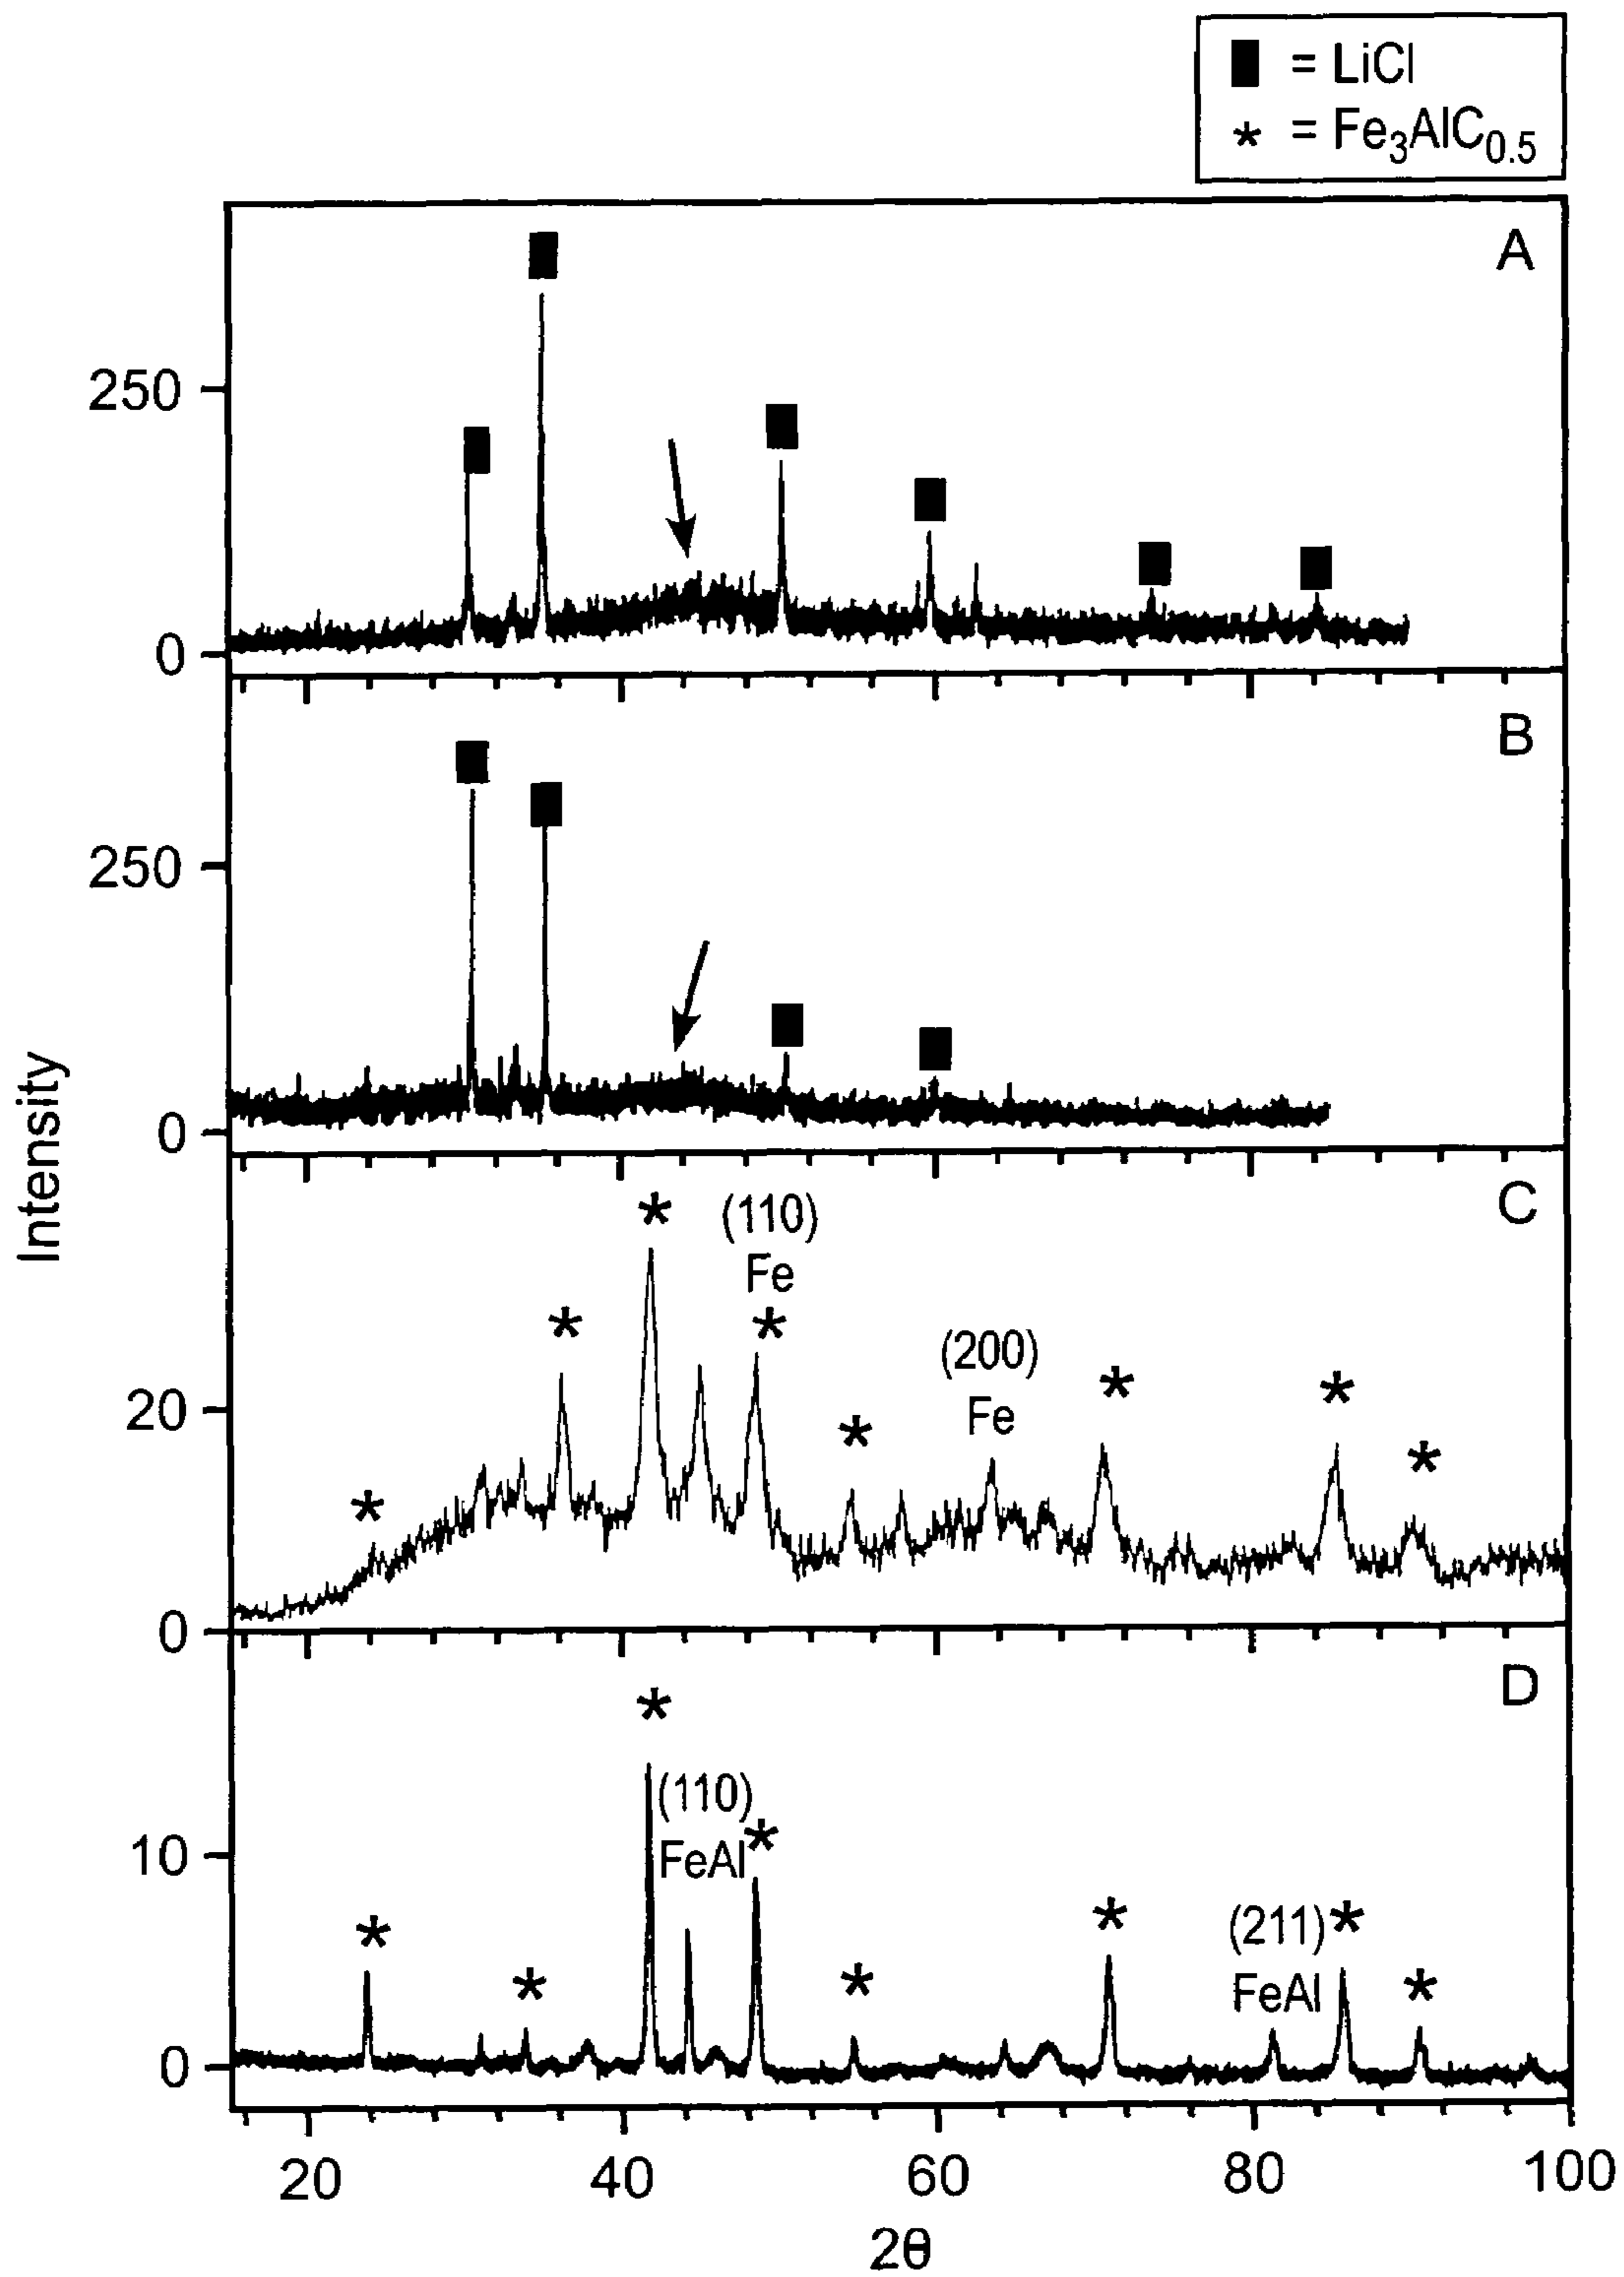 ■ = LiCl
* = Fe₃AlC₀.₅
A
250
0
B
250
0
Intensity
C
* (110)
Fe
* *
(200)
Fe
* *
*
*
*
20
0
D
*
(110)
FeAl *
10
* (211) *
FeAl
* * * *
0
20 40 60 80 100
2θ